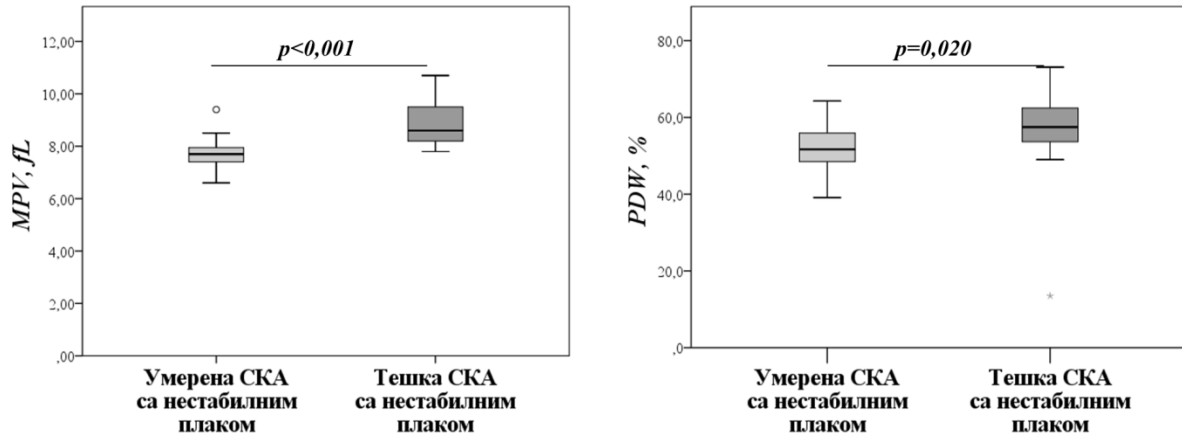 12,00
10,00
8,00
6,00
4,00
2,00
,00
MPV, fL
p<0,001
Умерена СКА
са нестабилним
плаком
Тешка СКА
са нестабилним
плаком
80,0
60,0
40,0
20,0
,0
PDW, %
p=0,020
Умерена СКА
са нестабилним
плаком
Тешка СКА
са нестабилним
плаком